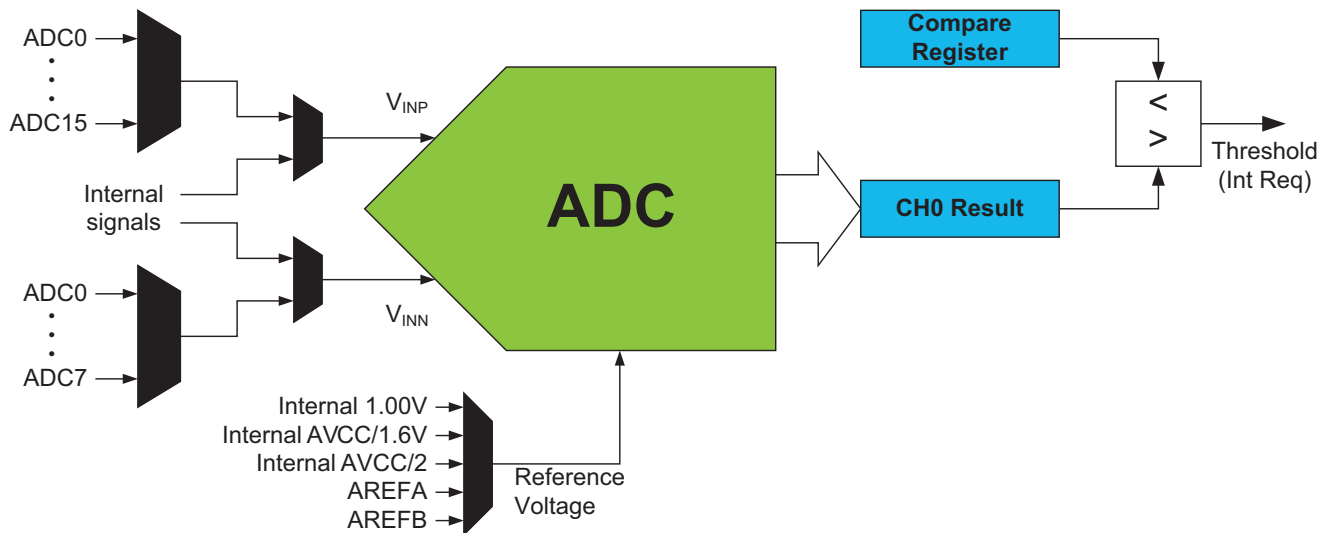 ADC0
ADC15
Internal
signals
ADC0
ADC7
V_INP
V_INN
ADC
Compare
Register
CH0 Result
<
>
Threshold
(Int Req)
Internal 1.00V
Internal AVCC/1.6V
Internal AVCC/2
AREFA
AREFB
Reference
Voltage